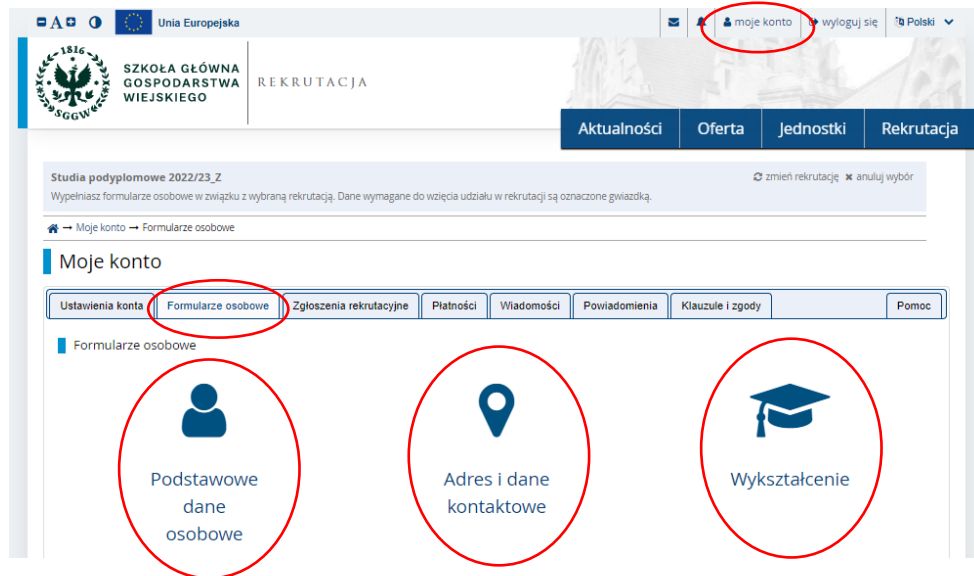 A Unia Europejska moje konto wyloguj się Polski
1816
SGGW
SZKOŁA GŁÓWNA
GOSPODARSTWA
WIEJSKIEGO
REKRUTACJA
Aktualności Oferta Jednostki Rekrutacja
Studia podyplomowe 2022/23_Z zmień rekrutację anuluj wybór
Wypełniasz formularze osobowe w związku z wybraną rekrutacją. Dane wymagane do wzięcia udziału w rekrutacji są oznaczone gwiazdką.
→ Moje konto → Formularze osobowe
Moje konto
Ustawienia konta Formularze osobowe Zgłoszenia rekrutacyjne Płatności Wiadomości Powiadomienia Klauzule i zgody Pomoc
Formularze osobowe
Podstawowe
dane
osobowe
Adres i dane
kontaktowe
Wykształcenie